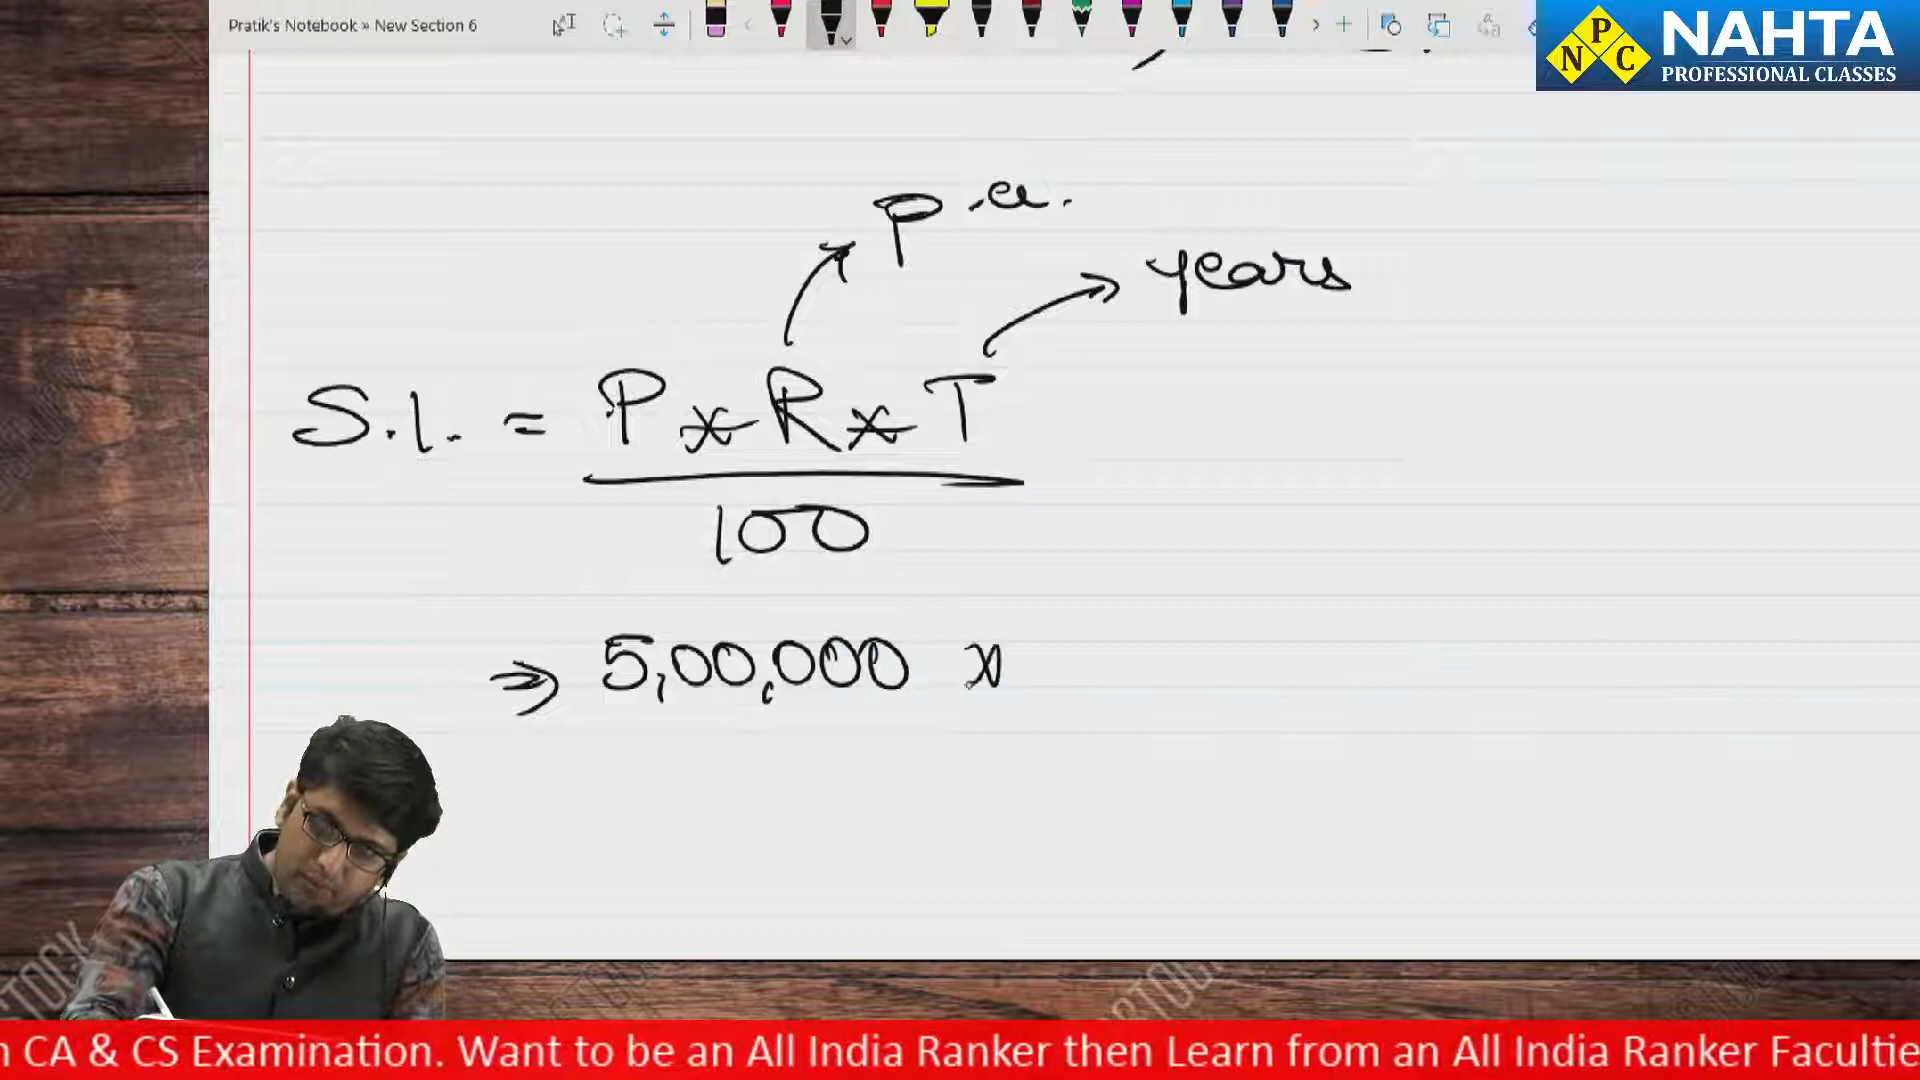 Pratik's Notebook » New Section 6
NPC
NAHTA
PROFESSIONAL CLASSES
p.a.
years
S.I. = P x R x T
100
⇒ 5,00,000 x
CA & CS Examination. Want to be an All India Ranker then Learn from an All India Ranker